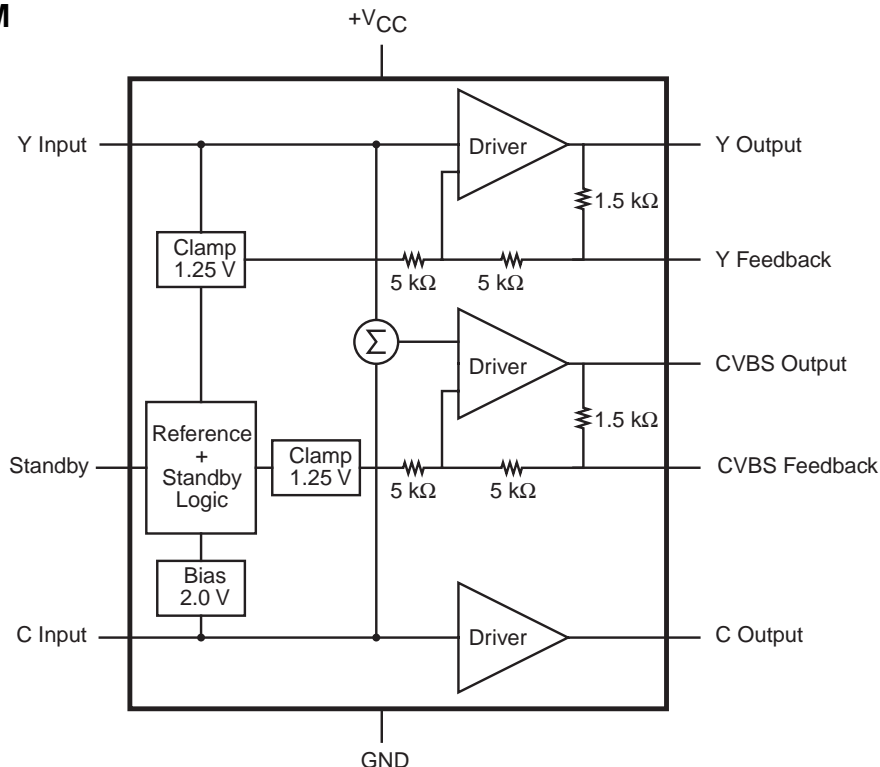 M
+VCC
Y Input
Driver
Y Output
1.5 kΩ
Clamp
1.25 V
Y Feedback
5 kΩ
5 kΩ
Σ
Driver
CVBS Output
1.5 kΩ
Reference
+
Standby
Logic
Standby
Clamp
1.25 V
CVBS Feedback
5 kΩ
5 kΩ
Bias
2.0 V
C Input
Driver
C Output
GND